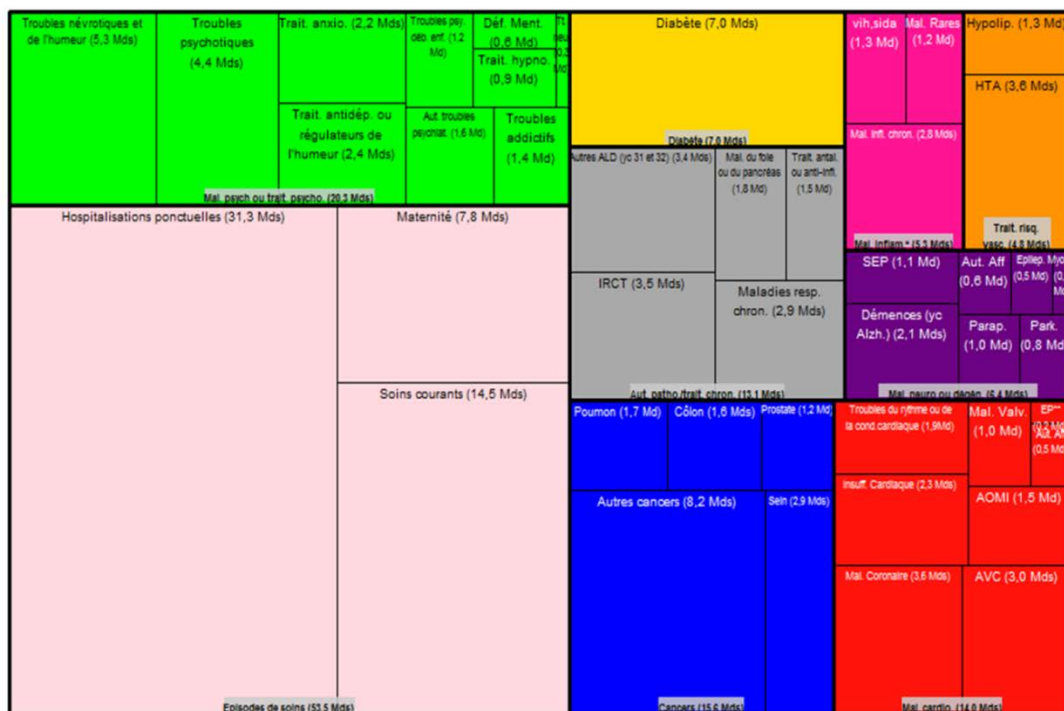 Troubles névrotiques et
de l'humeur (5,3 Mds)
Troubles
psychotiques
(4,4 Mds)
Trait. anxio. (2,2 Mds)
Trait. antidép. ou
régulateurs de
l'humeur (2,4 Mds)
Troubles psy.
déb. enf. (1,2
Md)
Déf. Ment.
(0,6 Md)
Trait. hypno.
(0,9 Md)
Aut. troubles
psychiat. (1,6 Md)
Troubles
addictifs
(1,4 Md)
Mal. psych ou trait. psycho. (20,3 Mds)
Hospitalisations ponctuelles (31,3 Mds)
Maternité (7,8 Mds)
Soins courants (14,5 Mds)
Episodes de soins (53,5 Mds)
Diabète (7,0 Mds)
Diabète (7,0 Mds)
Autres ALD (yc 31 et 32) (3,4 Mds)
Mal. du foie
ou du pancréas
(1,8 Md)
Trait. antal.
ou anti-infl.
(1,5 Md)
IRCT (3,5 Mds)
Maladies resp.
chron. (2,9 Mds)
Aut. patho./trait. chron. (13,1 Mds)
Poumon (1,7 Md)
Côlon (1,6 Mds)
Prostate (1,2 Md)
Autres cancers (8,2 Mds)
Sein (2,9 Mds)
Cancers (15,6 Mds)
vih,sida
(1,3 Md)
Mal. Rares
(1,2 Md)
Mal. Infl. chron. (2,8 Mds)
Mal. Inflam.* (5,3 Mds)
Hypolip. (1,3 Md)
HTA (3,6 Mds)
Trait. risq.
vasc. (4,8 Mds)
SEP (1,1 Md)
Aut. Aff
(0,6 Md)
Epilep.
(0,5 Md)
Démences (yc
Alzh.) (2,1 Mds)
Parap.
(1,0 Md)
Park.
(0,8 Md)
Mal. neuro ou dégén. (6,4 Mds)
Troubles du rythme ou de
la cond.cardiaque (1,9Md)
Mal. Valv.
(1,0 Md)
Aut. Aff
(0,5 Md)
Insuff. Cardiaque (2,3 Mds)
AOMI (1,5 Md)
Mal. Coronaire (3,6 Mds)
AVC (3,0 Mds)
Mal. cardio. (14,0 Mds)